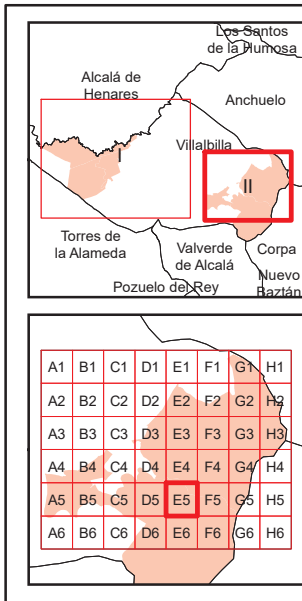 Los Santos
de la Humosa
Alcalá de
Henares
Anchuelo
Villalbilla
I
II
Torres de
la Alameda
Valverde
de Alcalá
Corpa
Nuevo
Baztán
Pozuelo del Rey
A1 B1 C1 D1 E1 F1 G1 H1
A2 B2 C2 D2 E2 F2 G2 H2
A3 B3 C3 D3 E3 F3 G3 H3
A4 B4 C4 D4 E4 F4 G4 H4
A5 B5 C5 D5 E5 F5 G5 H5
A6 B6 C6 D6 E6 F6 G6 H6